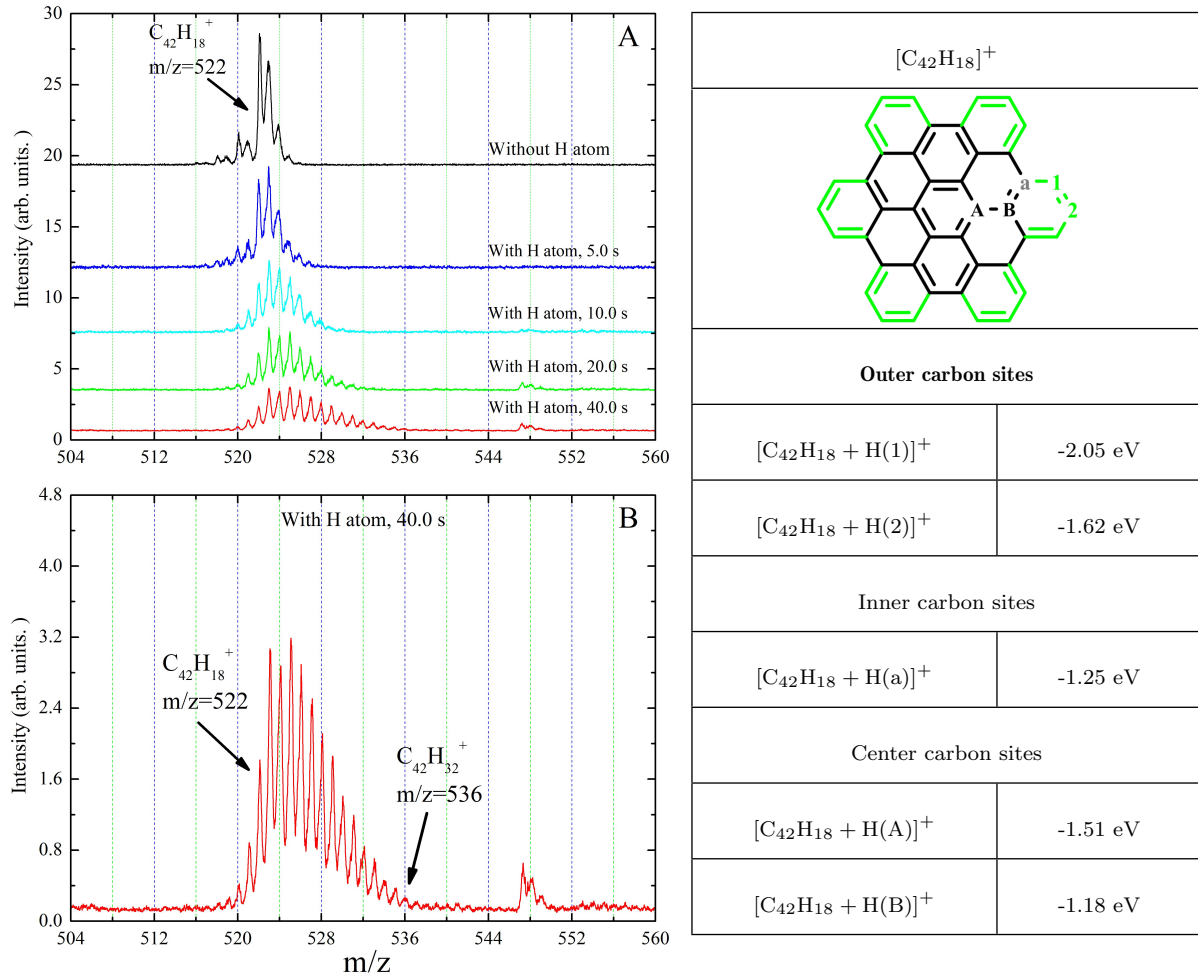 A
C₄₂H₁₈⁺
m/z=522
Without H atom
With H atom, 5.0 s
With H atom, 10.0 s
With H atom, 20.0 s
With H atom, 40.0 s
Intensity (arb. units. )
30
25
20
15
10
5
0
504 512 520 528 536 544 552 560
B
With H atom, 40.0 s
C₄₂H₁₈⁺
m/z=522
C₄₂H₃₂⁺
m/z=536
Intensity (arb. units. )
4.8
4.0
3.2
2.4
1.6
0.8
0.0
504 512 520 528 536 544 552 560
m/z
[C₄₂H₁₈]⁺
a 1
A B 2
Outer carbon sites
[C₄₂H₁₈ + H(1)]⁺ -2.05 eV
[C₄₂H₁₈ + H(2)]⁺ -1.62 eV
Inner carbon sites
[C₄₂H₁₈ + H(a)]⁺ -1.25 eV
Center carbon sites
[C₄₂H₁₈ + H(A)]⁺ -1.51 eV
[C₄₂H₁₈ + H(B)]⁺ -1.18 eV